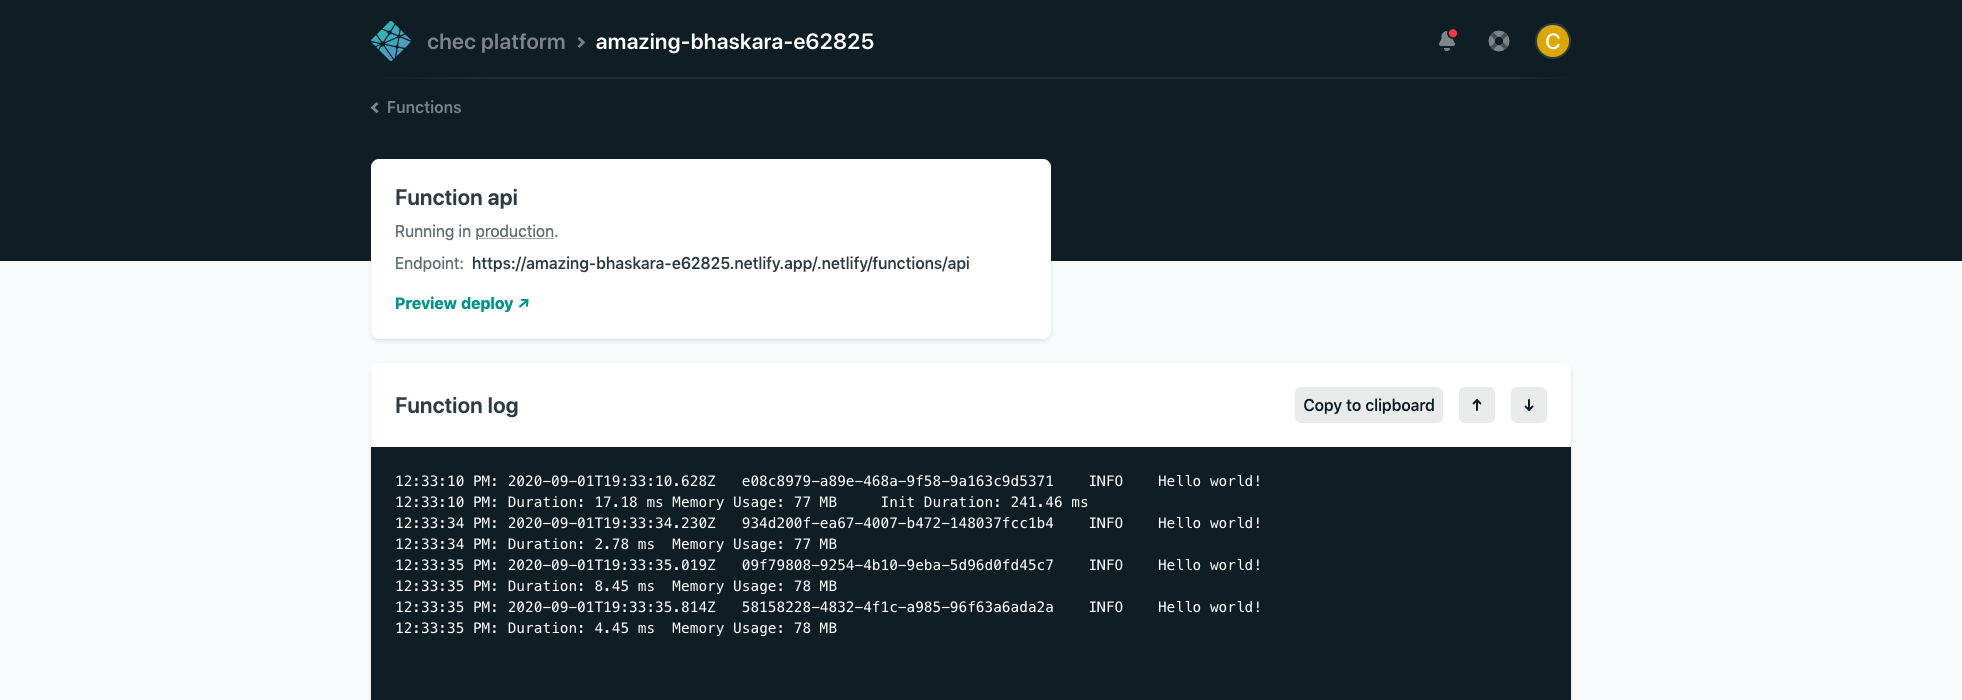 chec platform > amazing-bhaskara-e62825
C
Functions
Function api
Running in production.
Endpoint: https://amazing-bhaskara-e62825.netlify.app/.netlify/functions/api
Preview deploy ↗
Function log
Copy to clipboard ↑ ↓
12:33:10 PM: 2020-09-01T19:33:10.628Z   e08c8979-a89e-468a-9f58-9a163c9d5371    INFO    Hello world!
12:33:10 PM: Duration: 17.18 ms Memory Usage: 77 MB     Init Duration: 241.46 ms
12:33:34 PM: 2020-09-01T19:33:34.230Z   934d200f-ea67-4007-b472-148037fcc1b4    INFO    Hello world!
12:33:34 PM: Duration: 2.78 ms  Memory Usage: 77 MB
12:33:35 PM: 2020-09-01T19:33:35.019Z   09f79808-9254-4b10-9eba-5d96d0fd45c7    INFO    Hello world!
12:33:35 PM: Duration: 8.45 ms  Memory Usage: 78 MB
12:33:35 PM: 2020-09-01T19:33:35.814Z   58158228-4832-4f1c-a985-96f63a6ada2a    INFO    Hello world!
12:33:35 PM: Duration: 4.45 ms  Memory Usage: 78 MB